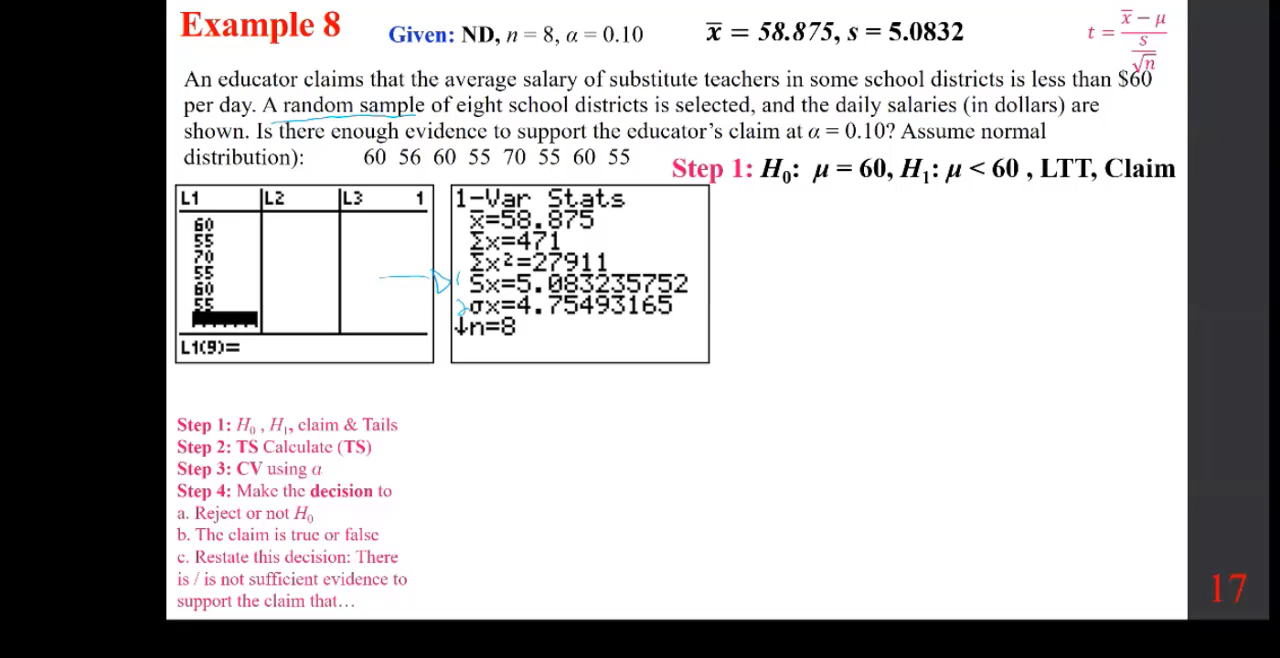 Example 8
Given: ND, n = 8, α = 0.10
x̄ = 58.875, s = 5.0832
t = (x̄ − μ) / (s / √n)
An educator claims that the average salary of substitute teachers in some school districts is less than $60
per day. A random sample of eight school districts is selected, and the daily salaries (in dollars) are
shown. Is there enough evidence to support the educator's claim at α = 0.10? Assume normal
distribution): 60 56 60 55 70 55 60 55
Step 1: H₀: μ = 60, H₁: μ < 60 , LTT, Claim
L1 L2 L3 1
60
55
70
55
60
55
L1(9)=
1-Var Stats
x̄=58.875
Σx=471
Σx²=27911
Sx=5.083235752
σx=4.75493165
↓n=8
Step 1: H₀ , H₁, claim & Tails
Step 2: TS Calculate (TS)
Step 3: CV using α
Step 4: Make the decision to
a. Reject or not H₀
b. The claim is true or false
c. Restate this decision: There
is / is not sufficient evidence to
support the claim that…
17